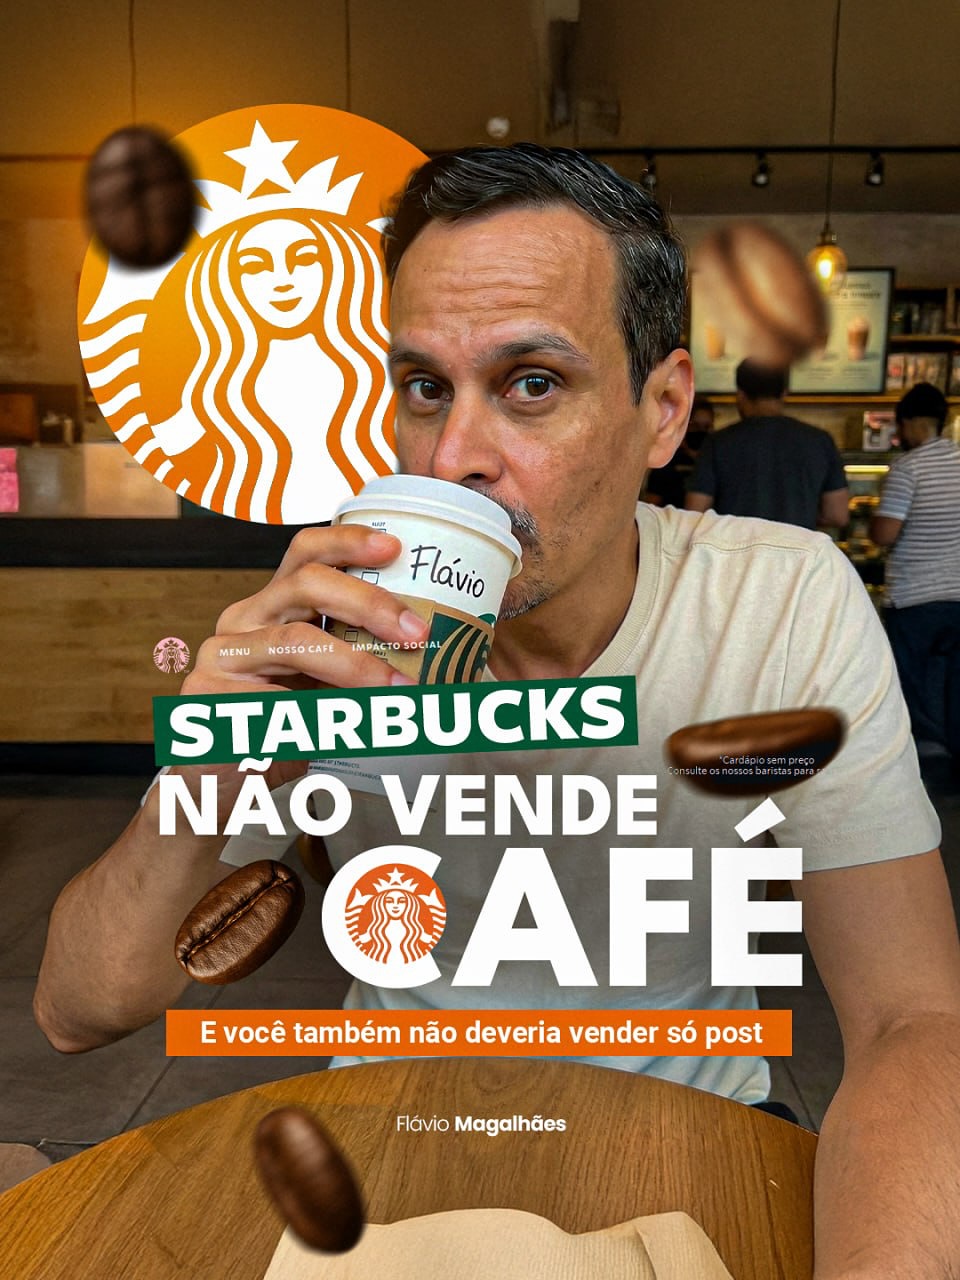 Flávio
MENU NOSSO CAFÉ IMPACTO SOCIAL
STARBUCKS
NÃO VENDE
CAFÉ
*Cardápio sem preço
Consulte os nossos baristas para
E você também não deveria vender só post
Flávio Magalhães